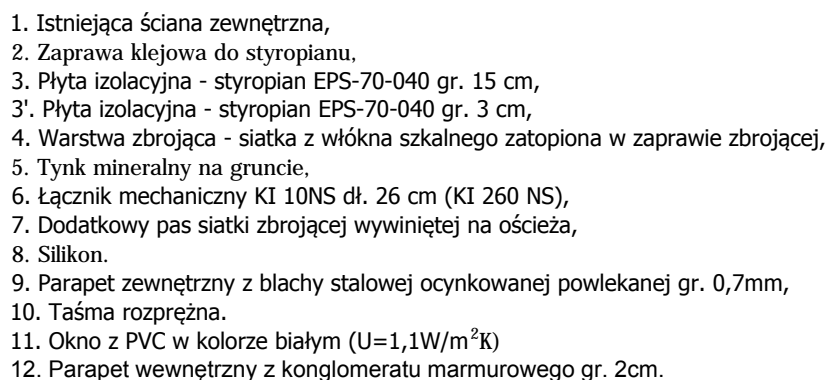 1. Istniejąca ściana zewnętrzna,
2. Zaprawa klejowa do styropianu,
3. Płyta izolacyjna - styropian EPS-70-040 gr. 15 cm,
3'. Płyta izolacyjna - styropian EPS-70-040 gr. 3 cm,
4. Warstwa zbrojąca - siatka z włókna szkalnego zatopiona w zaprawie zbrojącej,
5. Tynk mineralny na gruncie,
6. Łącznik mechaniczny KI 10NS dł. 26 cm (KI 260 NS),
7. Dodatkowy pas siatki zbrojącej wywiniętej na ościeża,
8. Silikon.
9. Parapet zewnętrzny z blachy stalowej ocynkowanej powlekanej gr. 0,7mm,
10. Taśma rozprężna.
11. Okno z PVC w kolorze białym (U=1,1W/m²K)
12. Parapet wewnętrzny z konglomeratu marmurowego gr. 2cm.